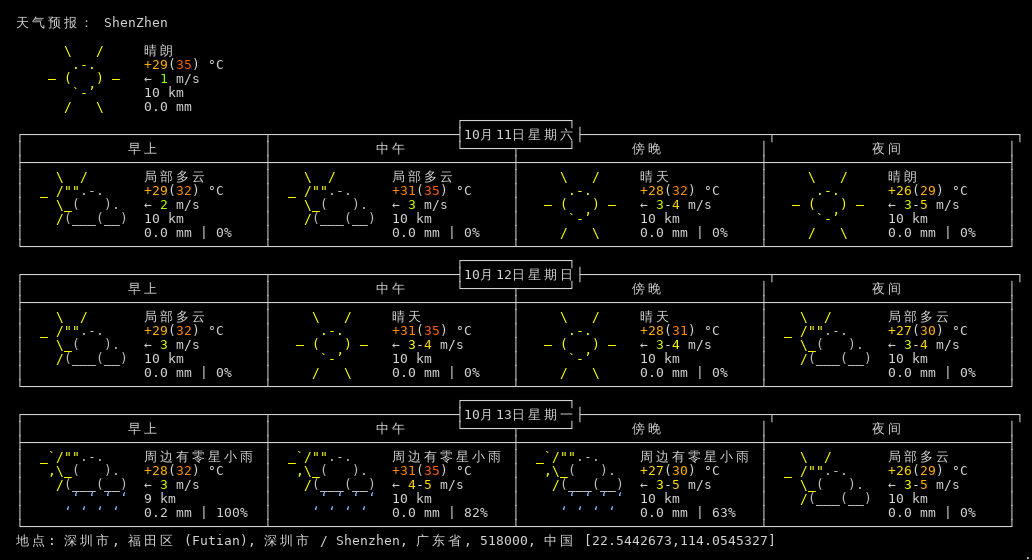 天气预报： ShenZhen
晴朗
+29(35) °C
← 1 m/s
10 km
0.0 mm
10月11日星期六
早上 中午 傍晚 夜间
局部多云 局部多云 晴天 晴朗
+29(32) °C +31(35) °C +28(32) °C +26(29) °C
← 2 m/s ← 3 m/s ← 3-4 m/s ← 3-5 m/s
10 km 10 km 10 km 10 km
0.0 mm | 0% 0.0 mm | 0% 0.0 mm | 0% 0.0 mm | 0%
10月12日星期日
早上 中午 傍晚 夜间
局部多云 晴天 晴天 局部多云
+29(32) °C +31(35) °C +28(31) °C +27(30) °C
← 3 m/s ← 3-4 m/s ← 3-4 m/s ← 3-4 m/s
10 km 10 km 10 km 10 km
0.0 mm | 0% 0.0 mm | 0% 0.0 mm | 0% 0.0 mm | 0%
10月13日星期一
早上 中午 傍晚 夜间
周边有零星小雨 周边有零星小雨 周边有零星小雨 局部多云
+28(32) °C +31(35) °C +27(30) °C +26(29) °C
← 3 m/s ← 4-5 m/s ← 3-5 m/s ← 3-5 m/s
9 km 10 km 10 km 10 km
0.2 mm | 100% 0.0 mm | 82% 0.0 mm | 63% 0.0 mm | 0%
地点: 深圳市, 福田区 (Futian), 深圳市 / Shenzhen, 广东省, 518000, 中国 [22.5442673,114.0545327]